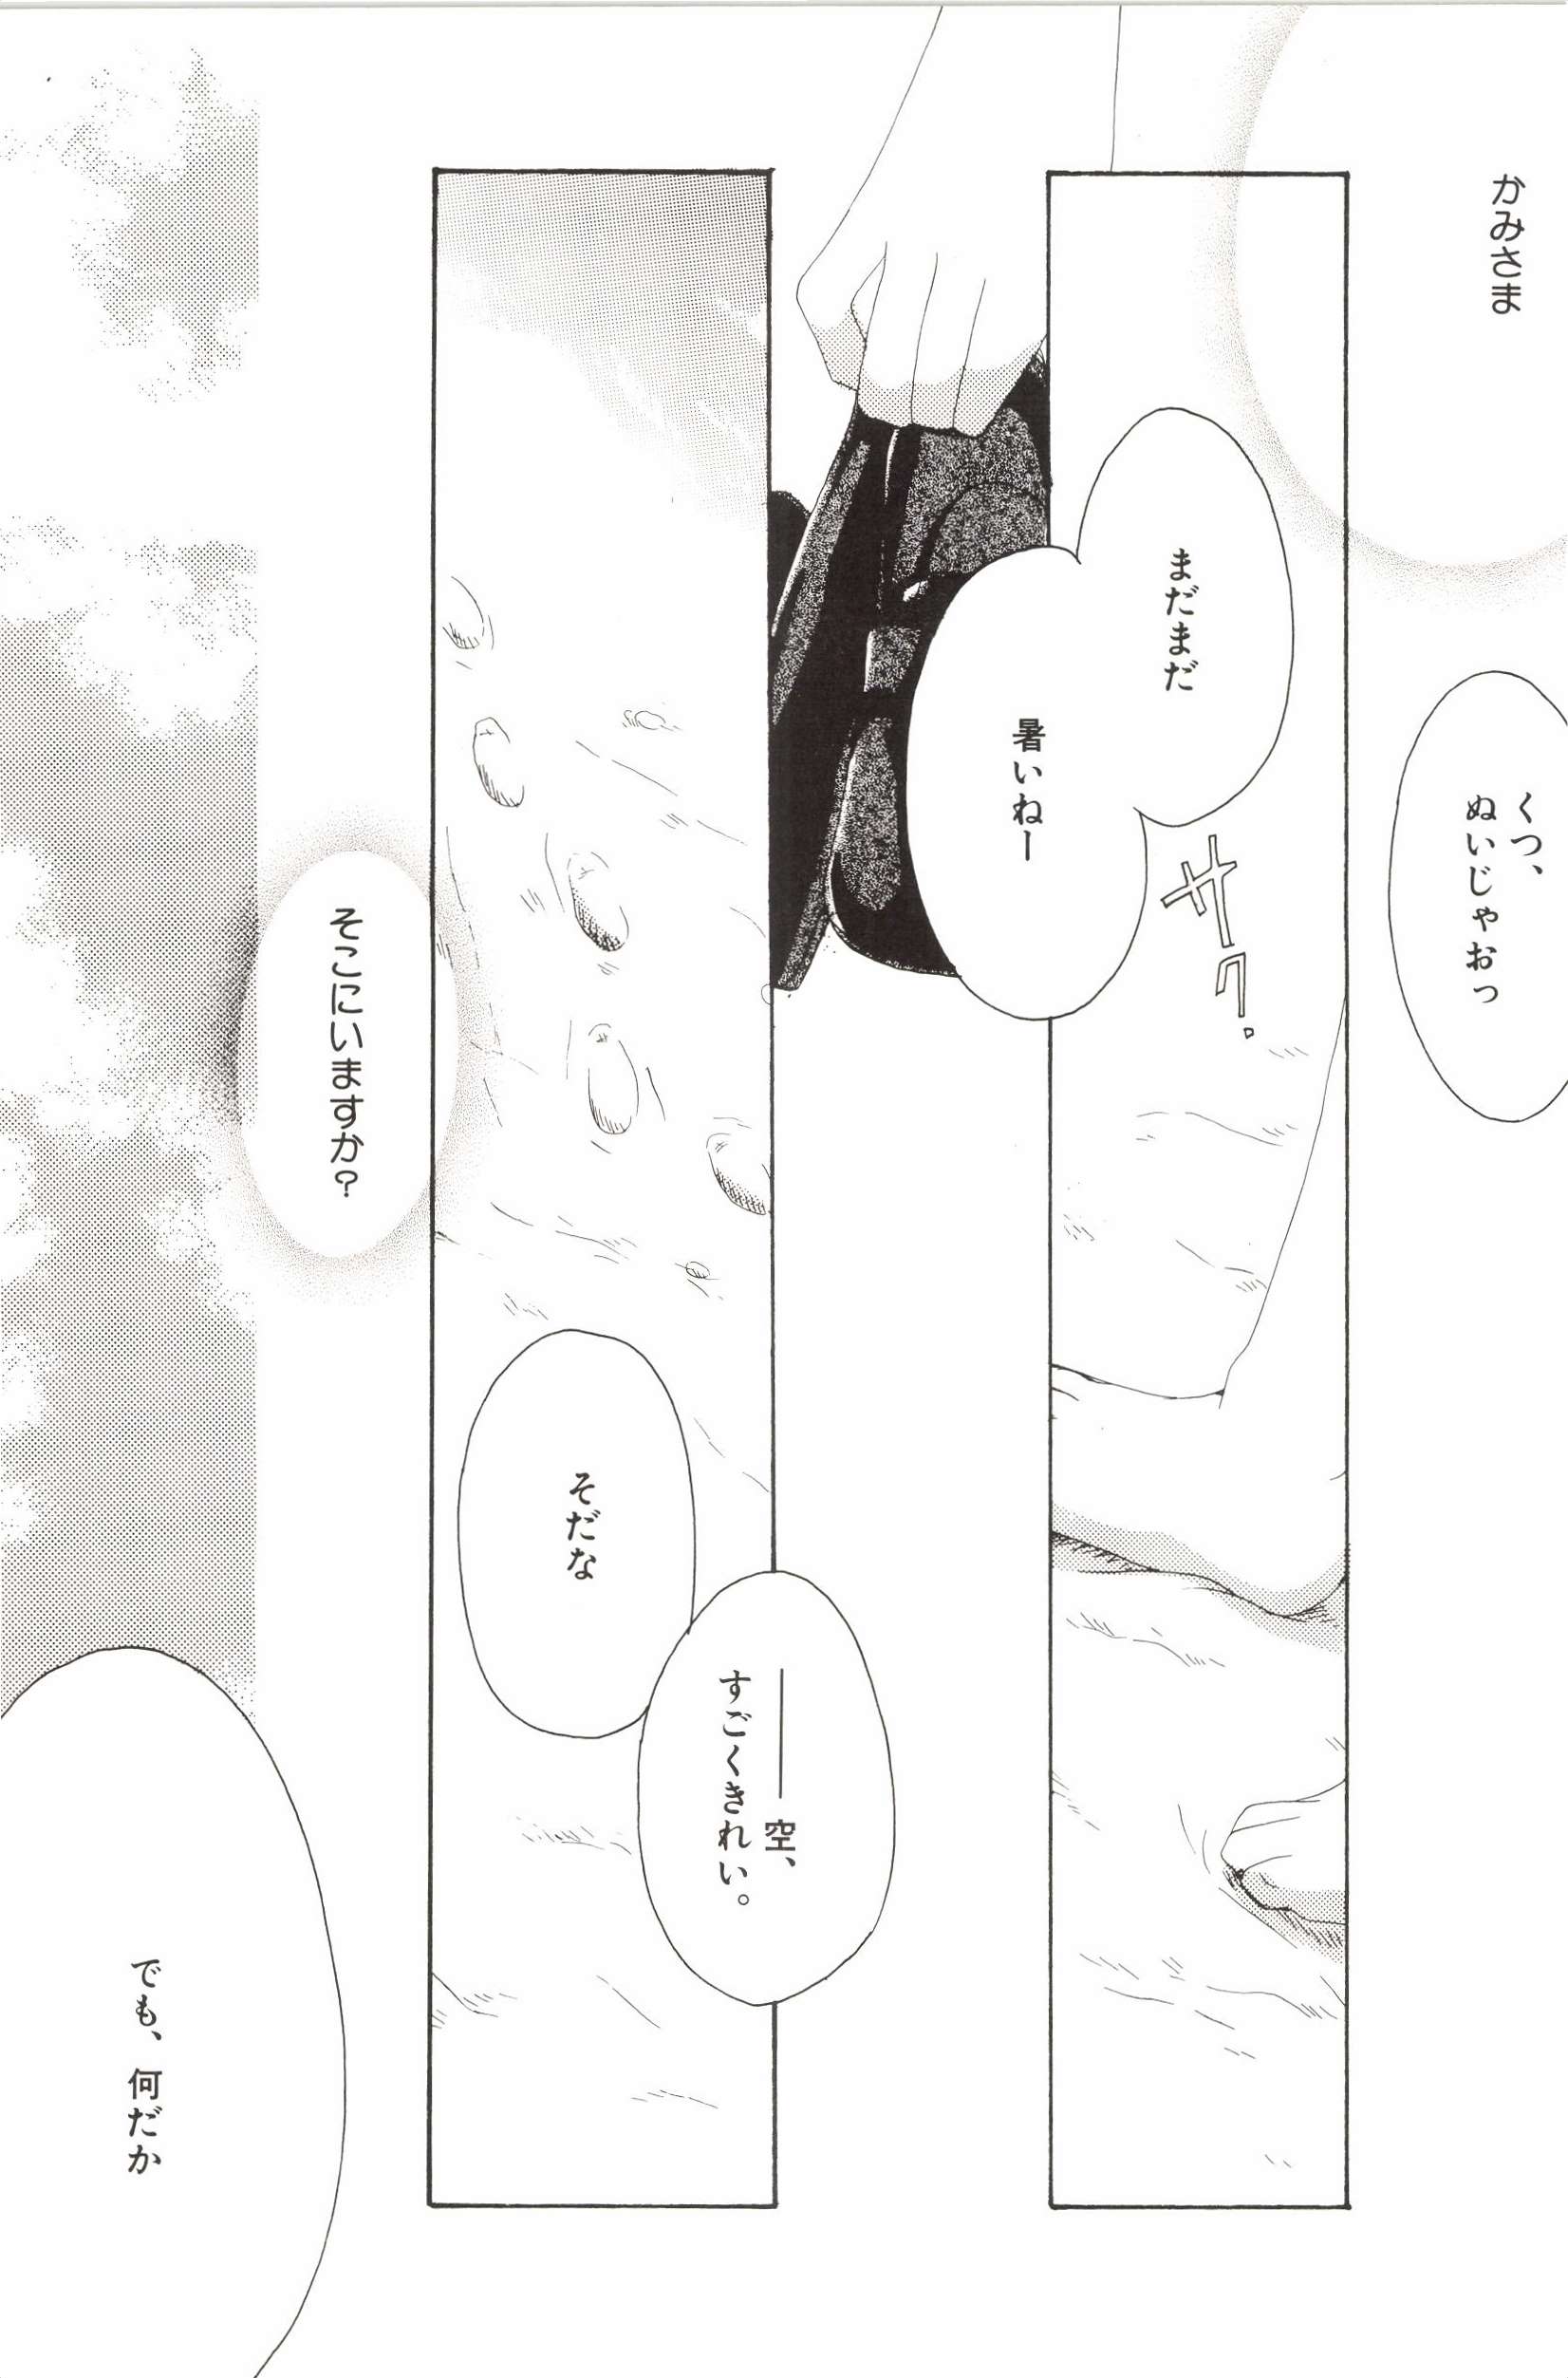 かみさま
くつ、
ぬいじゃおっ
まだまだ
暑いねー
サク。
――空、
すごくきれい。
そだな
そこにいますか?
でも、何だか